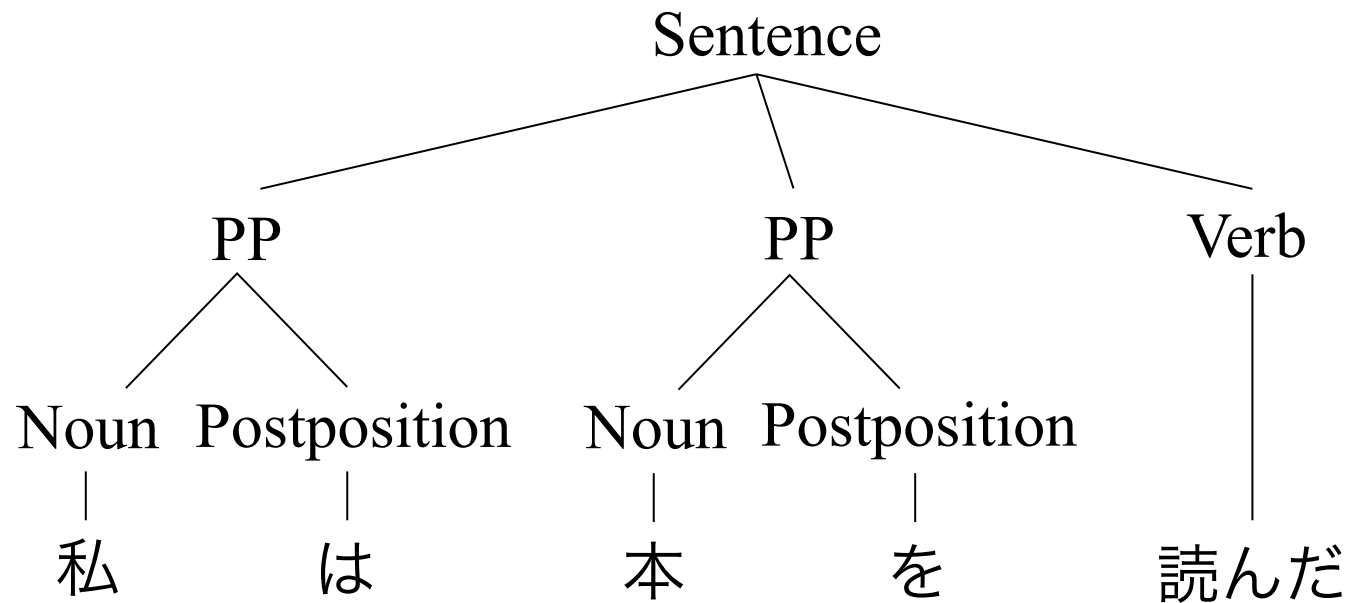 Sentence
PP PP Verb
Noun Postposition Noun Postposition
私 は 本 を 読んだ